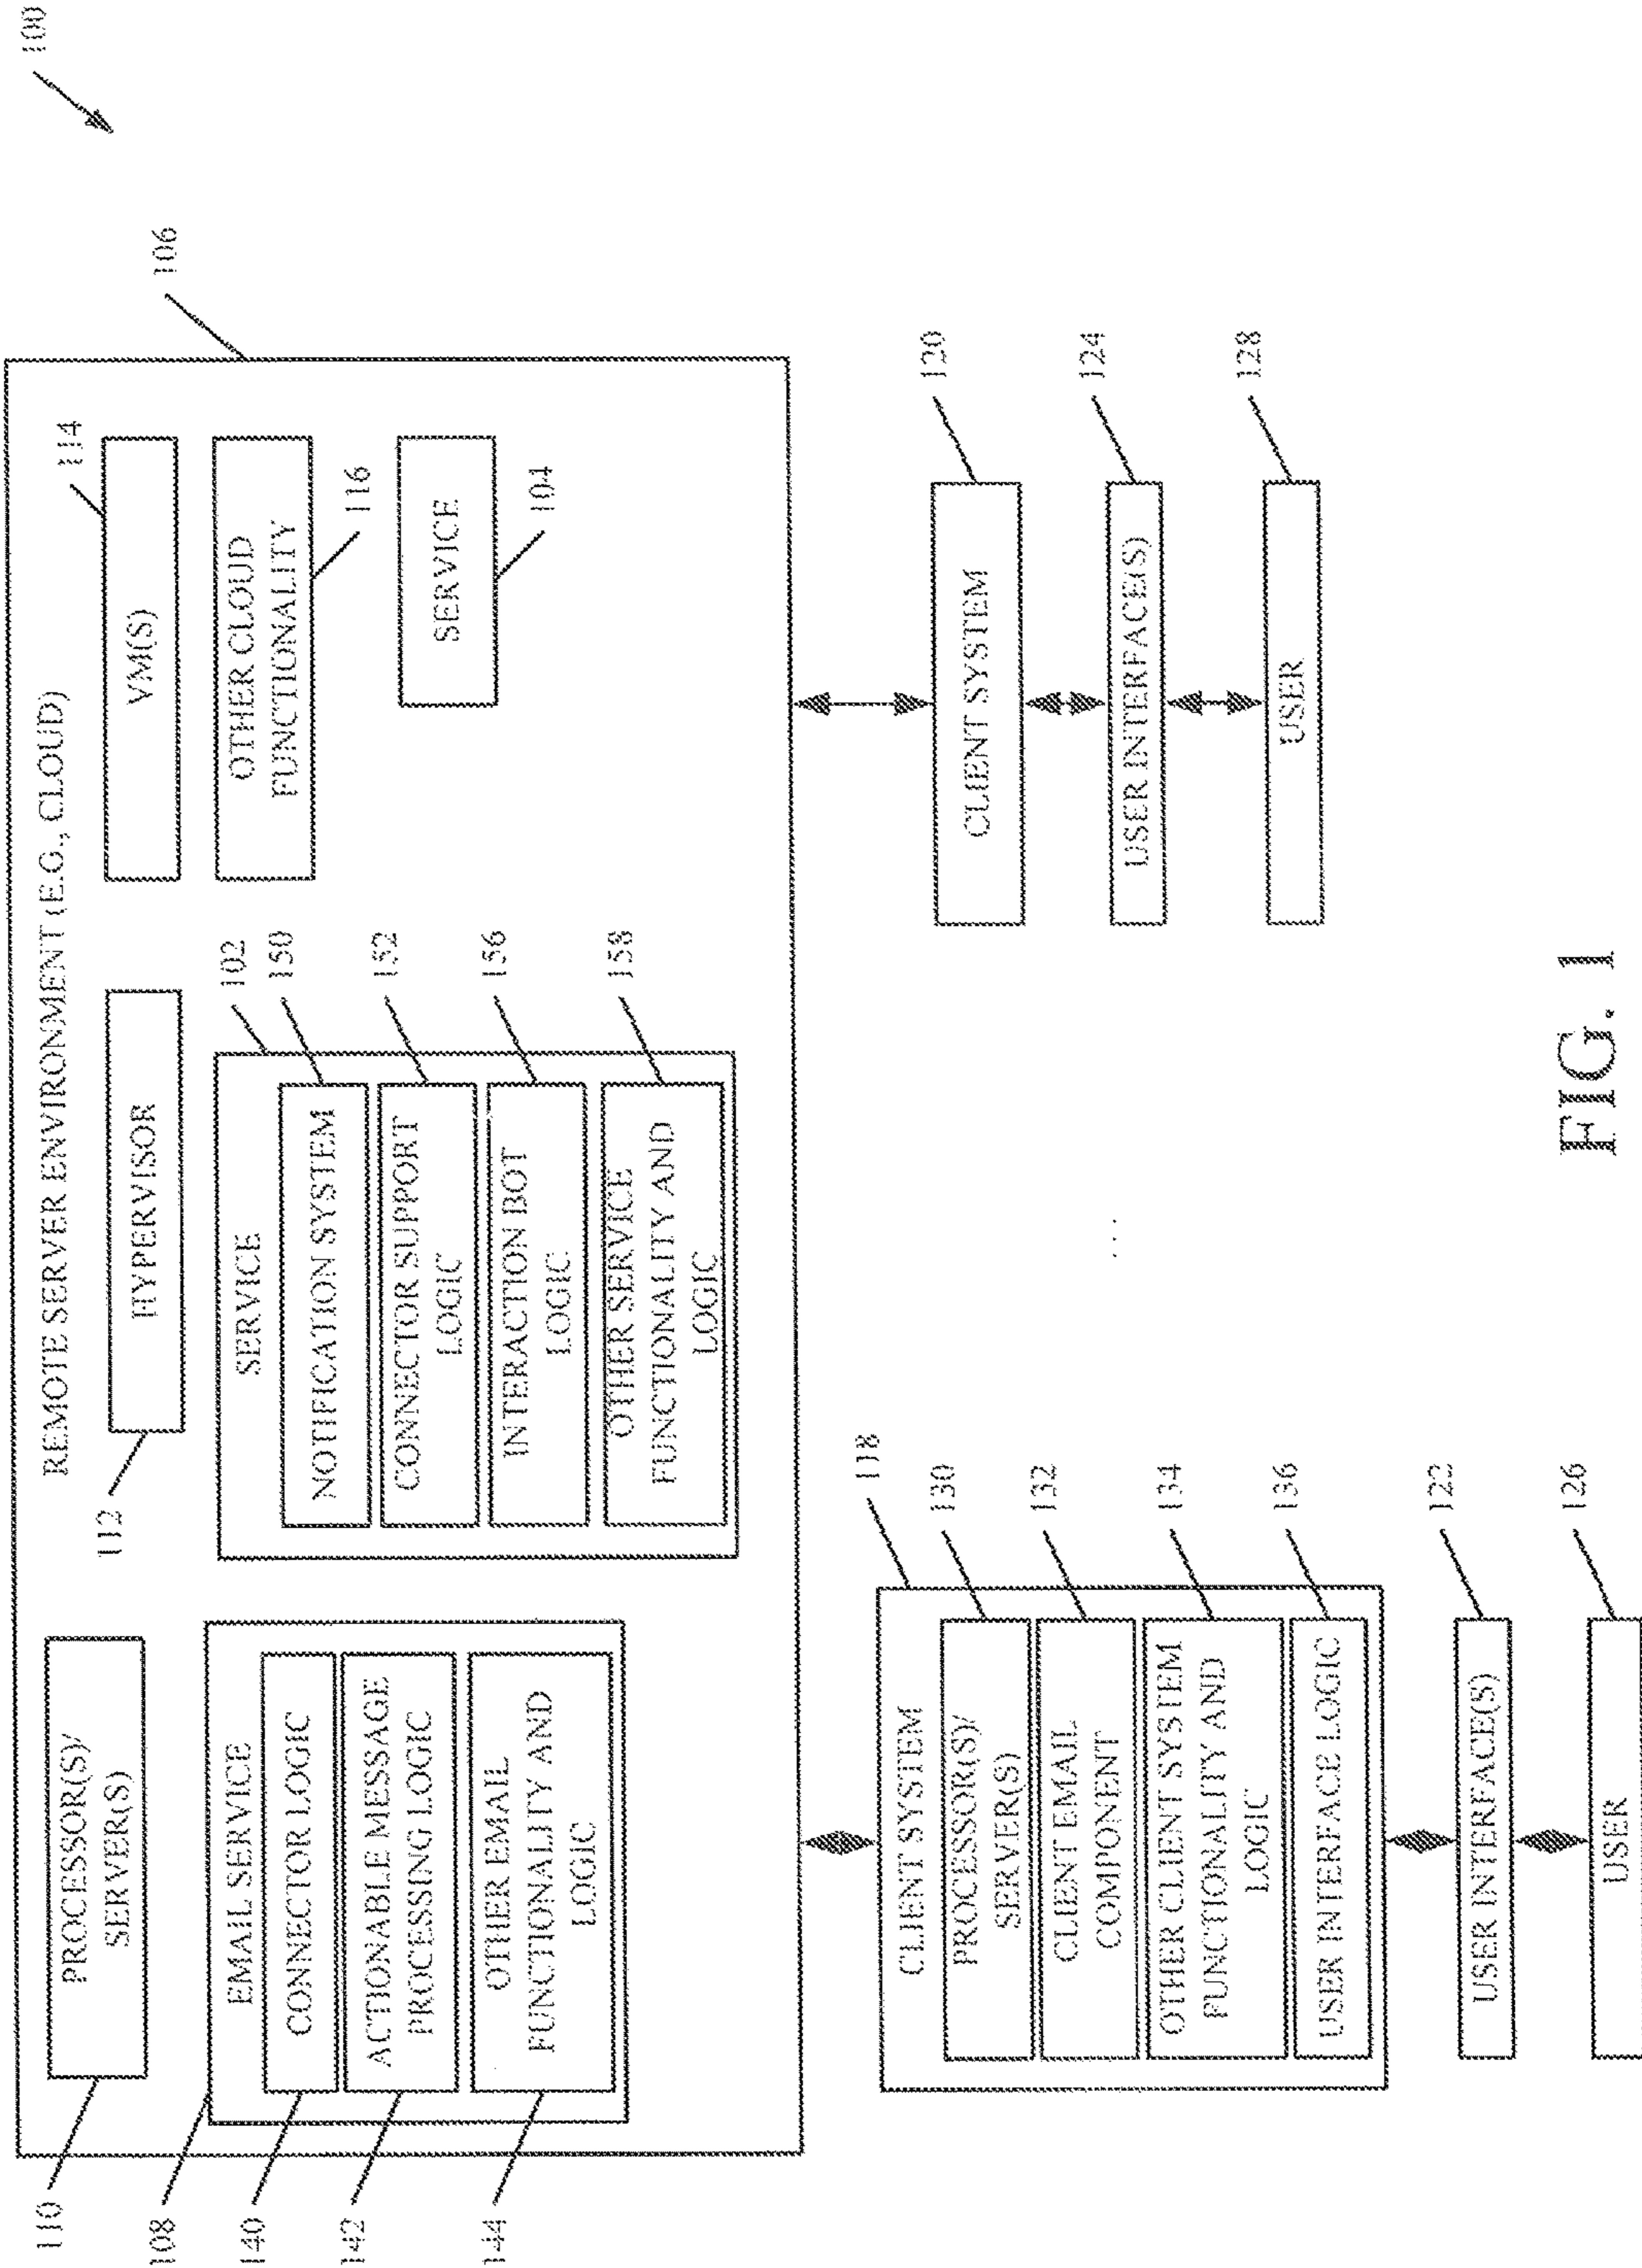 100
106
REMOTE SERVER ENVIRONMENT (E.G., CLOUD)
110
PROCESSOR(S)/
SERVER(S)
112
HYPERVISOR
114
VM(S)
108
EMAIL SERVICE
140
CONNECTOR LOGIC
142
ACTIONABLE MESSAGE
PROCESSING LOGIC
144
OTHER EMAIL
FUNCTIONALITY AND
LOGIC
102
SERVICE
150
NOTIFICATION SYSTEM
152
CONNECTOR SUPPORT
LOGIC
156
INTERACTION BOT
LOGIC
158
OTHER SERVICE
FUNCTIONALITY AND
LOGIC
OTHER CLOUD
FUNCTIONALITY
116
SERVICE
104
118
CLIENT SYSTEM
130
PROCESSOR(S)/
SERVER(S)
132
CLIENT EMAIL
COMPONENT
134
OTHER CLIENT SYSTEM
FUNCTIONALITY AND
LOGIC
136
USER INTERFACE LOGIC
122
USER INTERFACE(S)
126
USER
...
120
CLIENT SYSTEM
124
USER INTERFACE(S)
128
USER
FIG. 1